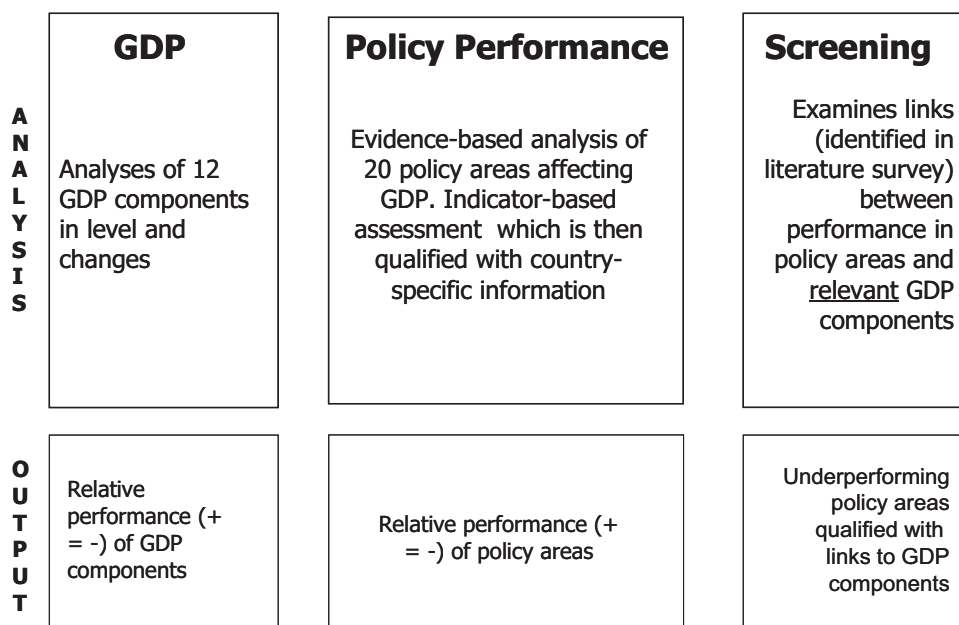 GDP
Policy Performance
Screening
A
N
A
L
Y
S
I
S
Analyses of 12
GDP components
in level and
changes
Evidence-based analysis of
20 policy areas affecting
GDP. Indicator-based
assessment which is then
qualified with country-
specific information
Examines links
(identified in
literature survey)
between
performance in
policy areas and
relevant GDP
components
O
U
T
P
U
T
Relative
performance (+
= -) of GDP
components
Relative performance (+
= -) of policy areas
Underperforming
policy areas
qualified with
links to GDP
components